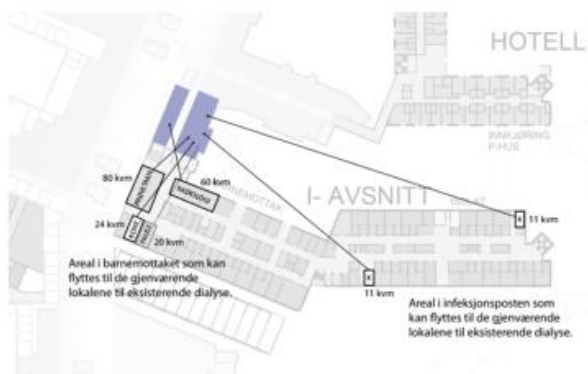 HOTELL
INNKJØRING
P-HUS
80 kvm
60 kvm
RADIOLOGI
I- AVSNITT
24 kvm
20 kvm
11 kvm
Areal i barnemottaket som kan
flyttes til de gjenværende
lokalene til eksisterende dialyse.
11 kvm
Areal i infeksjonsposten som
kan flyttes til de gjenværende
lokalene til eksisterende dialyse.